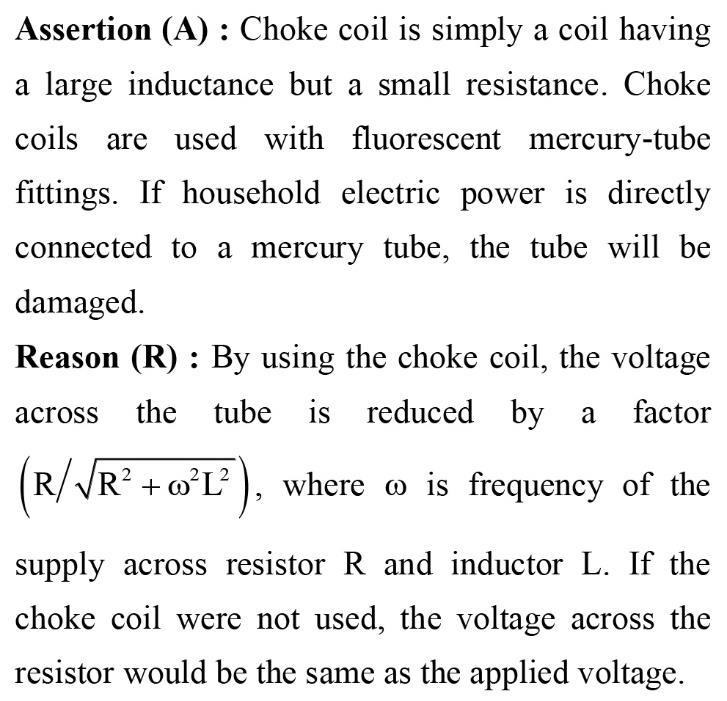 Assertion (A) : Choke coil is simply a coil having
a large inductance but a small resistance. Choke
coils are used with fluorescent mercury-tube
fittings. If household electric power is directly
connected to a mercury tube, the tube will be
damaged.
Reason (R) : By using the choke coil, the voltage
across the tube is reduced by a factor
(R/√(R² + ω²L²)), where ω is frequency of the
supply across resistor R and inductor L. If the
choke coil were not used, the voltage across the
resistor would be the same as the applied voltage.